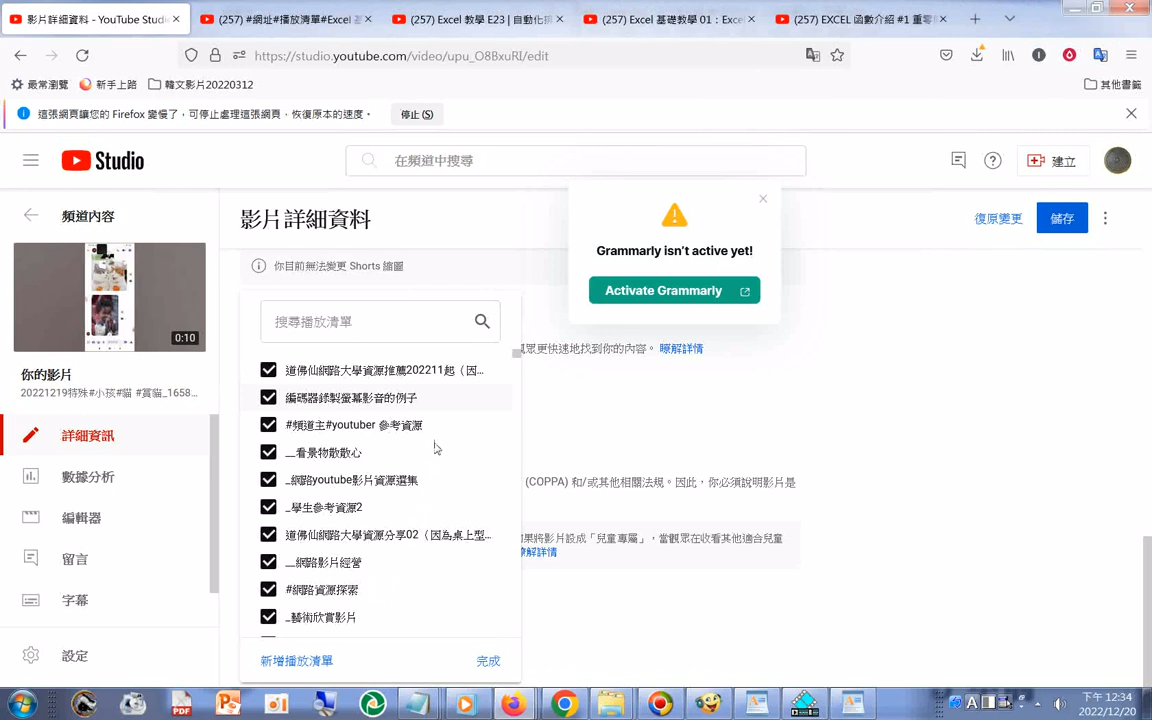 影片詳細資料 - YouTube Studi
(257) #網址#播放清單#Excel
(257) Excel 教學 E23 | 自動化排
(257) Excel 基礎教學 01：Exce
(257) EXCEL 函數介紹 #1 重零
https://studio.youtube.com/video/upu_O8BxuRI/edit
最常瀏覽
新手上路
韓文影片20220312
其他書籤
這張網頁讓您的 Firefox 變慢了，可停止處理這張網頁，恢復原本的速度。
停止 (S)
Studio
在頻道中搜尋
建立
頻道內容
影片詳細資料
復原變更
儲存
Grammarly isn't active yet!
Activate Grammarly
你目前無法變更 Shorts 縮圖
0:10
搜尋播放清單
眾更快速地找到你的內容。 瞭解詳情
你的影片
20221219特殊#小孩#貓 #賞貓_1658...
道佛仙網路大學資源推薦202211起（因...
編碼器錄製螢幕影音的例子
#頻道主#youtuber 參考資源
__看景物散散心
_網路youtube影片資源選集
_學生參考資源2
道佛仙網路大學資源分享02（因為桌上型...
__網路影片經營
#網路資源探索
_藝術欣賞影片
(COPPA) 和/或其他相關法規。因此，你必須說明影片是
果將影片設成「兒童專屬」，當觀眾在收看其他適合兒童
瞭解詳情
詳細資訊
數據分析
編輯器
留言
字幕
設定
新增播放清單
完成
下午 12:34
2022/12/20